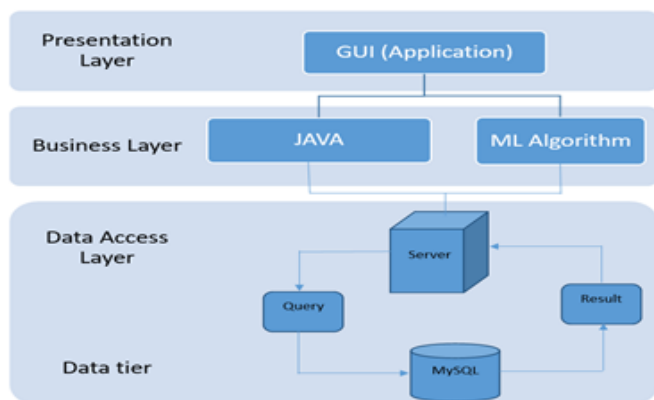 Presentation
Layer
GUI (Application)
Business Layer
JAVA
ML Algorithm
Data Access
Layer
Server
Query
Result
Data tier
MySQL